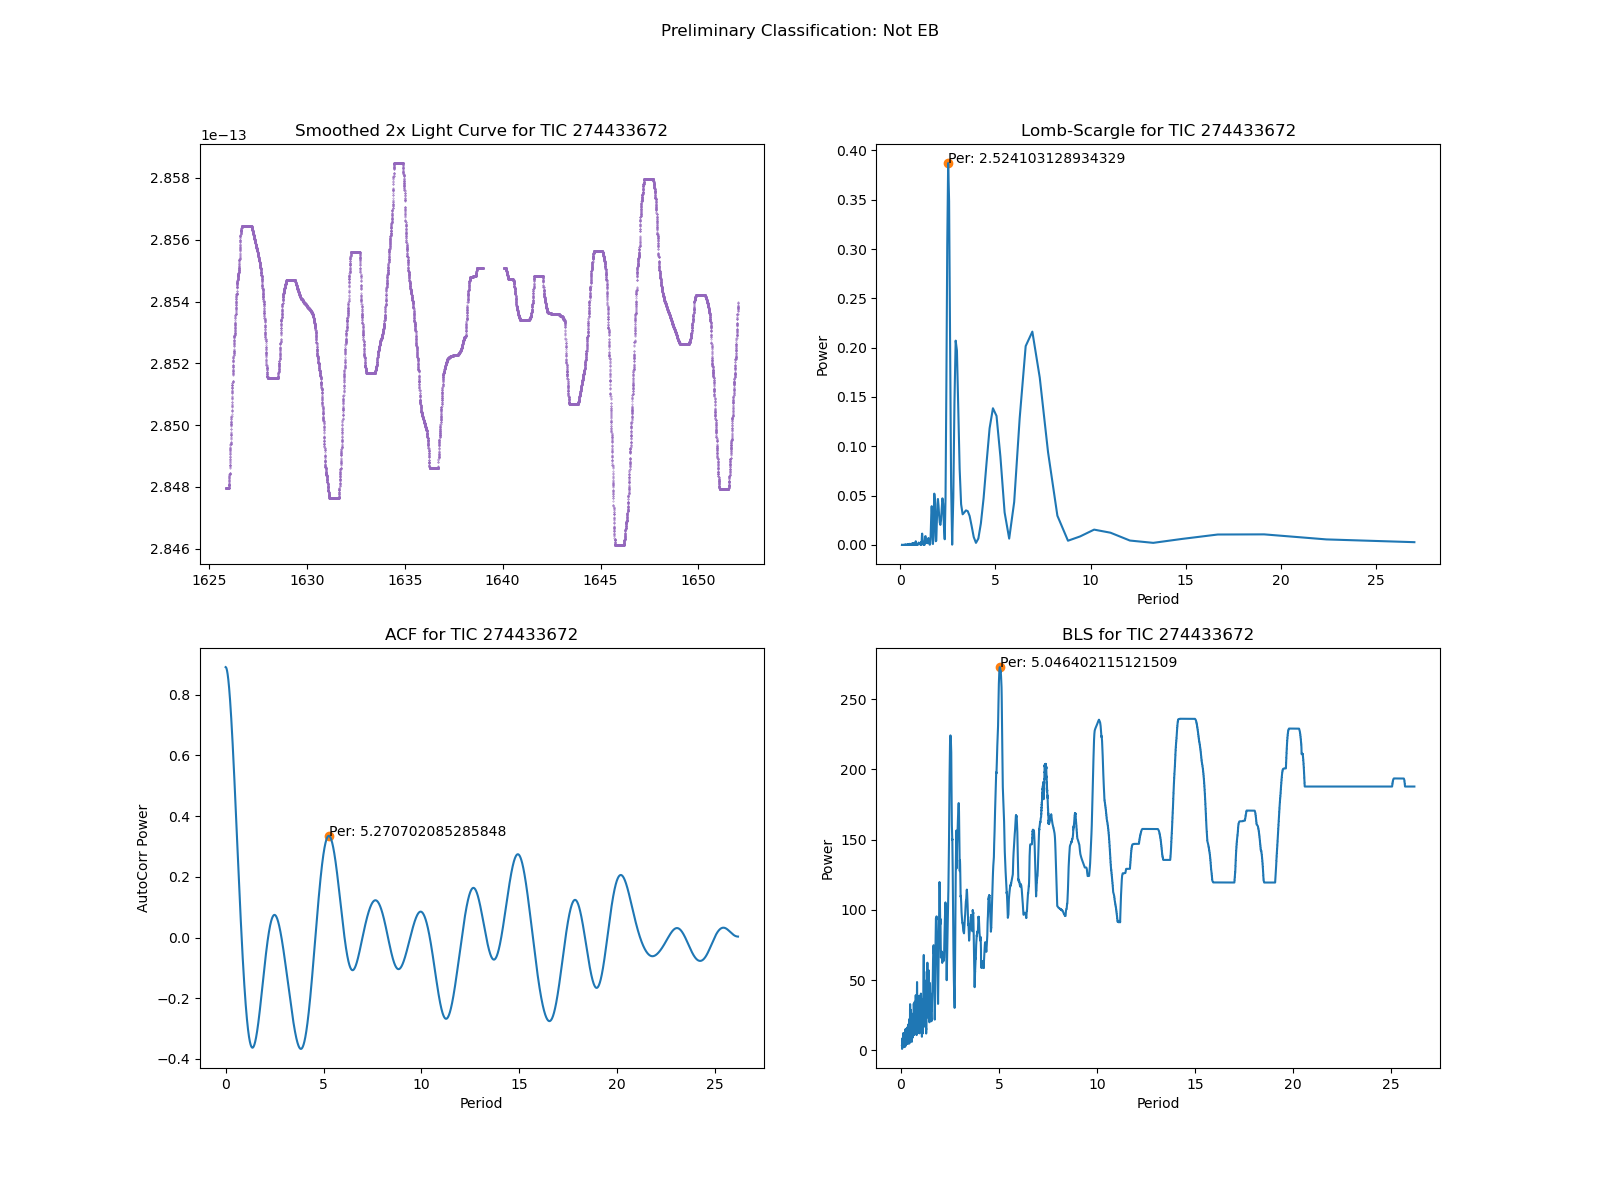 Preliminary Classification: Not EB
Smoothed 2x Light Curve for TIC 274433672
1e−13
2.858
2.856
2.854
2.852
2.850
2.848
2.846
1625 1630 1635 1640 1645 1650
Lomb-Scargle for TIC 274433672
Per: 2.524103128934329
0.40
0.35
0.30
0.25
0.20
0.15
0.10
0.05
0.00
Power
0 5 10 15 20 25
Period
ACF for TIC 274433672
Per: 5.270702085285848
0.8
0.6
0.4
0.2
0.0
−0.2
−0.4
AutoCorr Power
0 5 10 15 20 25
Period
BLS for TIC 274433672
Per: 5.046402115121509
250
200
150
100
50
0
Power
0 5 10 15 20 25
Period